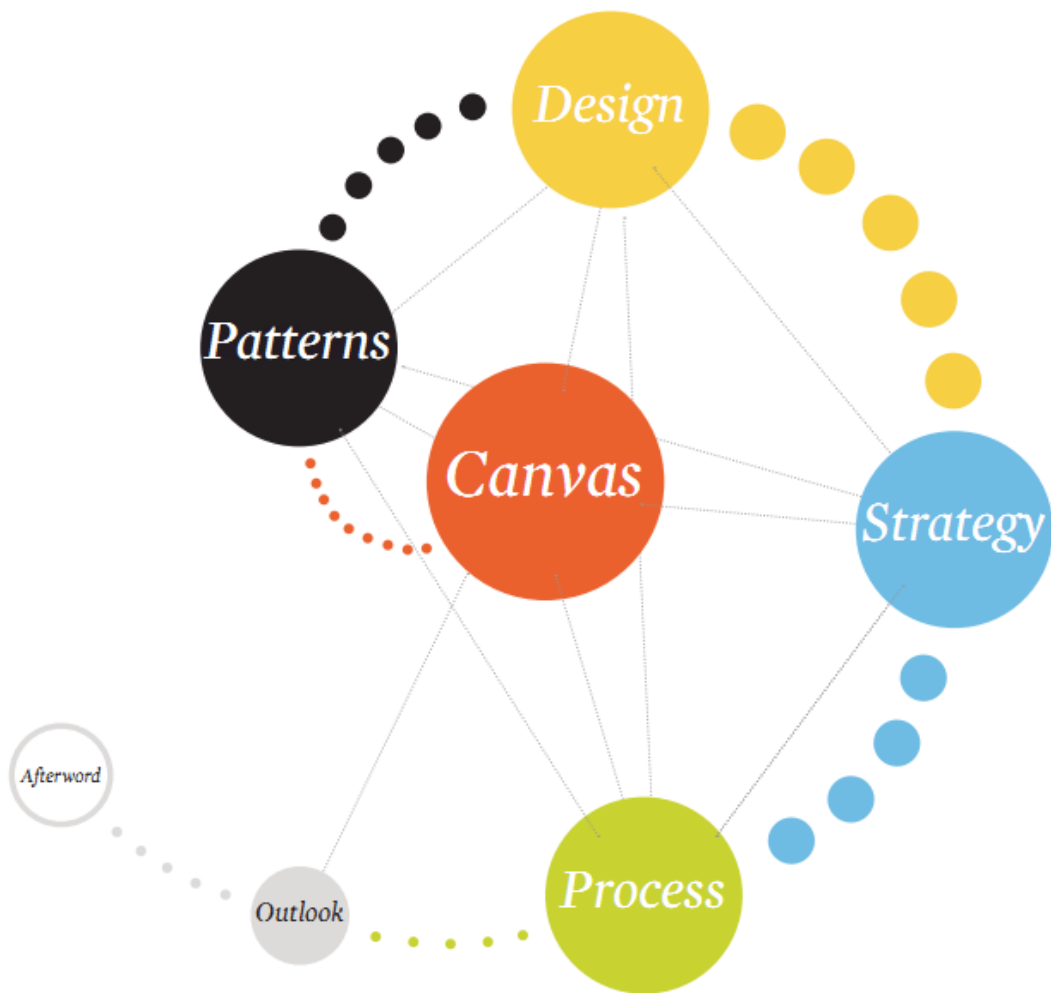 Design
Patterns
Canvas
Strategy
Afterword
Process
Outlook